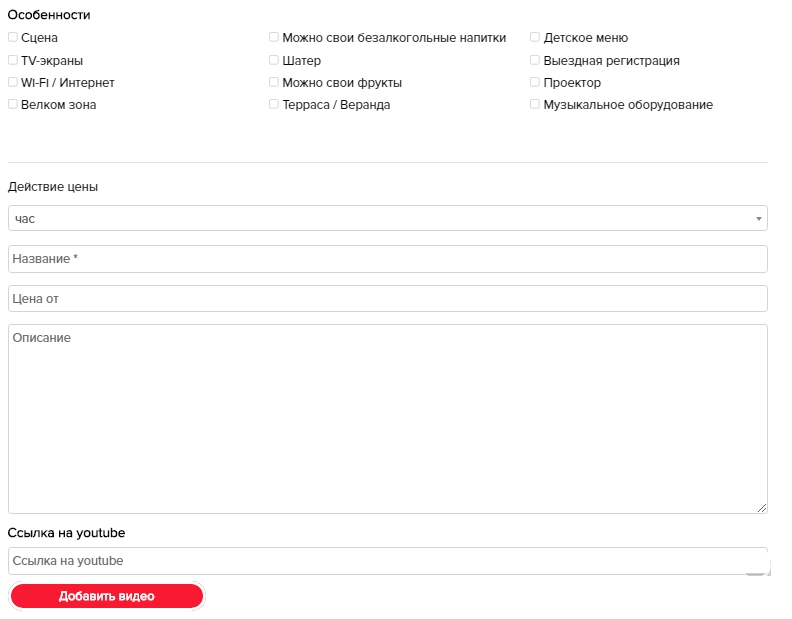 Особенности
Сцена
Можно свои безалкогольные напитки
Детское меню
TV-экраны
Шатер
Выездная регистрация
Wi-Fi / Интернет
Можно свои фрукты
Проектор
Велком зона
Терраса / Веранда
Музыкальное оборудование
Действие цены
час
Название *
Цена от
Описание
Ссылка на youtube
Ссылка на youtube
Добавить видео